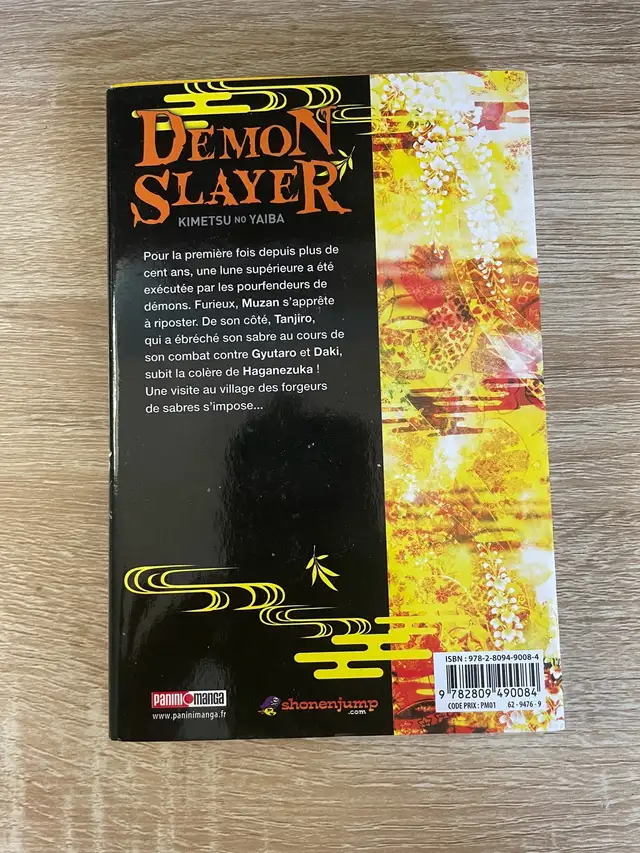 DEMON
SLAYER
KIMETSU NO YAIBA
Pour la première fois depuis plus de
cent ans, une lune supérieure a été
exécutée par les pourfendeurs de
démons. Furieux, Muzan s'apprête
à riposter. De son côté, Tanjiro,
qui a ébréché son sabre au cours de
son combat contre Gyutaro et Daki,
subit la colère de Haganezuka !
Une visite au village des forgeurs
de sabres s'impose...
ISBN : 978-2-8094-9008-4
9 782809 490084
CODE PRIX : PM01 62 - 9476 - 9
PANINI MANGA
www.paninimanga.fr
shonenjump
.com